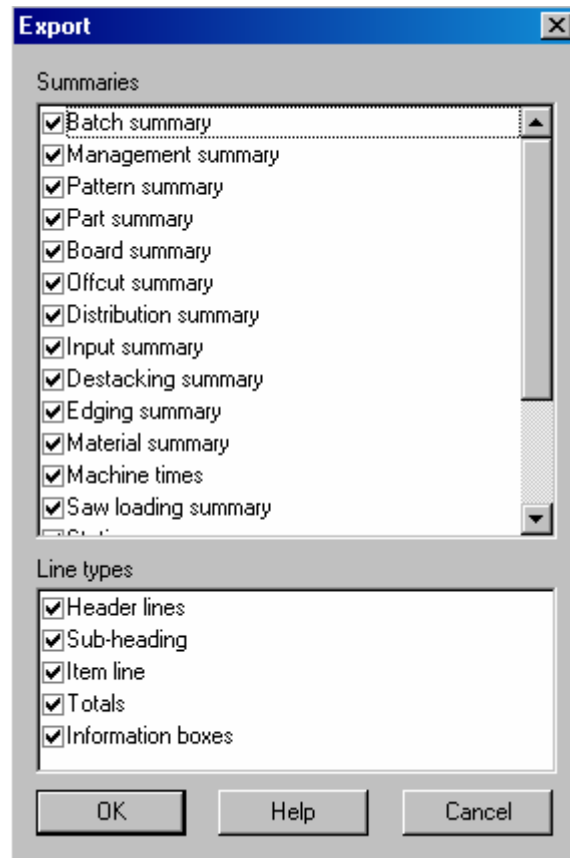 Export
Summaries
Batch summary
Management summary
Pattern summary
Part summary
Board summary
Offcut summary
Distribution summary
Input summary
Destacking summary
Edging summary
Material summary
Machine times
Saw loading summary
Line types
Header lines
Sub-heading
Item line
Totals
Information boxes
OK Help Cancel